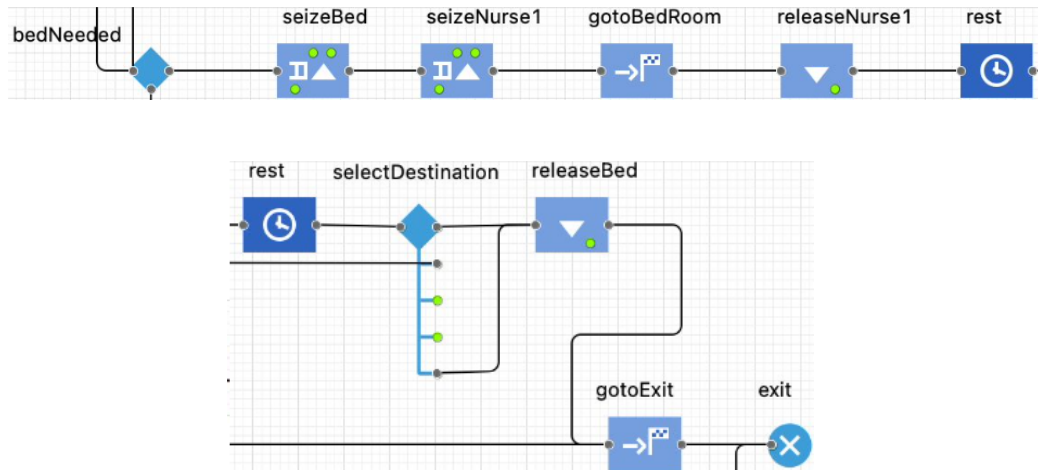 seizeBed seizeNurse1 gotoBedRoom releaseNurse1 rest
bedNeeded
rest selectDestination releaseBed
gotoExit exit